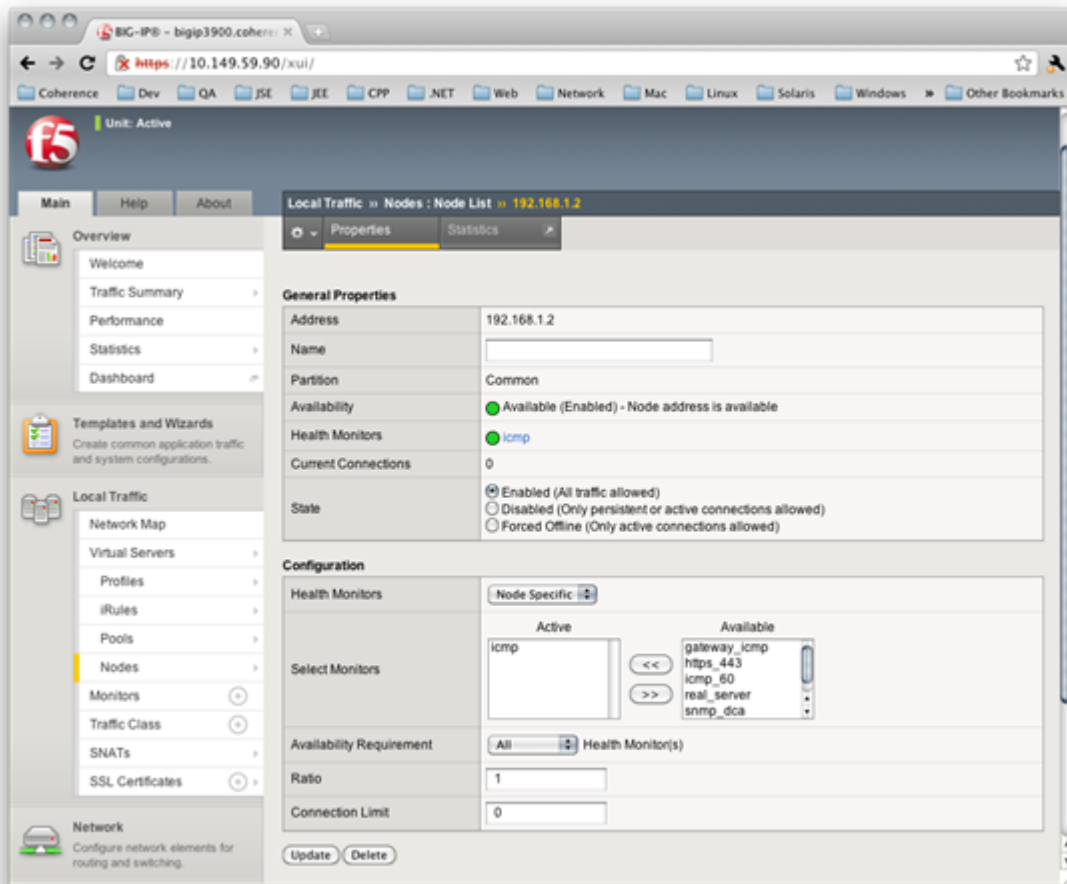 BIG-IP® - bigip3900.cohere
https://10.149.59.90/xui/
Coherence Dev QA JSE JEE CPP .NET Web Network Mac Linux Solaris Windows » Other Bookmarks
f5
Unit: Active
Main Help About
Local Traffic » Nodes : Node List » 192.168.1.2
Properties Statistics
Overview
Welcome
Traffic Summary
Performance
Statistics
Dashboard
Templates and Wizards
Create common application traffic
and system configurations.
Local Traffic
Network Map
Virtual Servers
Profiles
iRules
Pools
Nodes
Monitors
Traffic Class
SNATs
SSL Certificates
Network
Configure network elements for
routing and switching.
General Properties
Address 192.168.1.2
Name
Partition Common
Availability Available (Enabled) - Node address is available
Health Monitors icmp
Current Connections 0
State Enabled (All traffic allowed)
Disabled (Only persistent or active connections allowed)
Forced Offline (Only active connections allowed)
Configuration
Health Monitors Node Specific
Select Monitors
Active
icmp
<< 
>>
Available
gateway_icmp
https_443
icmp_60
real_server
snmp_dca
Availability Requirement All Health Monitor(s)
Ratio 1
Connection Limit 0
Update Delete